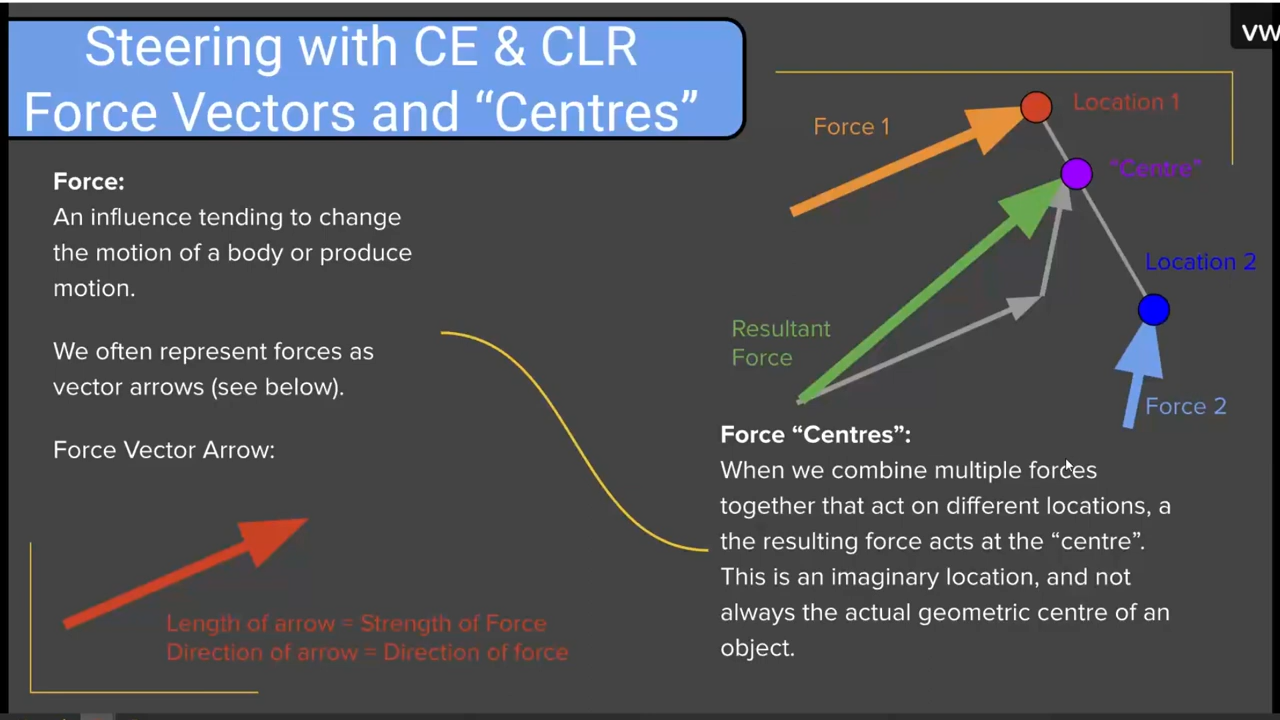 Steering with CE & CLR
Force Vectors and “Centres”
VW
Force:
An influence tending to change
the motion of a body or produce
motion.
We often represent forces as
vector arrows (see below).
Force Vector Arrow:
Length of arrow = Strength of Force
Direction of arrow = Direction of force
Force 1
Location 1
“Centre”
Location 2
Resultant
Force
Force 2
Force “Centres”:
When we combine multiple forces
together that act on different locations, a
the resulting force acts at the “centre”.
This is an imaginary location, and not
always the actual geometric centre of an
object.